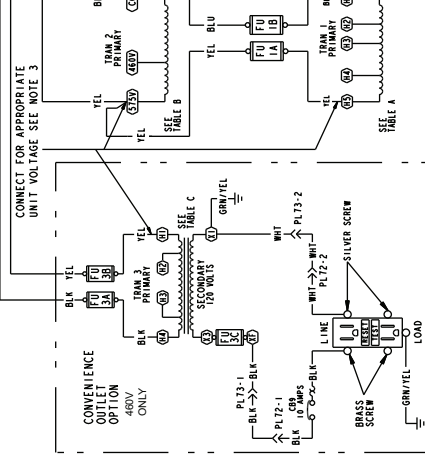 CONNECT FOR APPROPRIATE
UNIT VOLTAGE SEE NOTE 3
TRAN 2
PRIMARY
460V
575V
YEL
YEL
SEE
TABLE B
BLU
FU
1B
YEL
FU
1A
TRAN 1
PRIMARY
H2
H3
H4
H5
YEL
SEE
TABLE A
CONVENIENCE
OUTLET
OPTION
460V
ONLY
YEL
FU
3B
BLK
FU
3A
YEL
H1
H2
H3
H4
BLK
TRAN 3
PRIMARY
SEE
TABLE C
SECONDARY
120 VOLTS
X1
GRN/YEL
X3
FU
3C
XF
WHT
PL73-2
WHT
WHT
PL72-2
BLK
PL73-1
BLK
PL72-1
BLK
CB9
10 AMPS
BLK
SILVER SCREW
LINE
RESET
TEST
LOAD
BRASS
SCREW
GRN/YEL